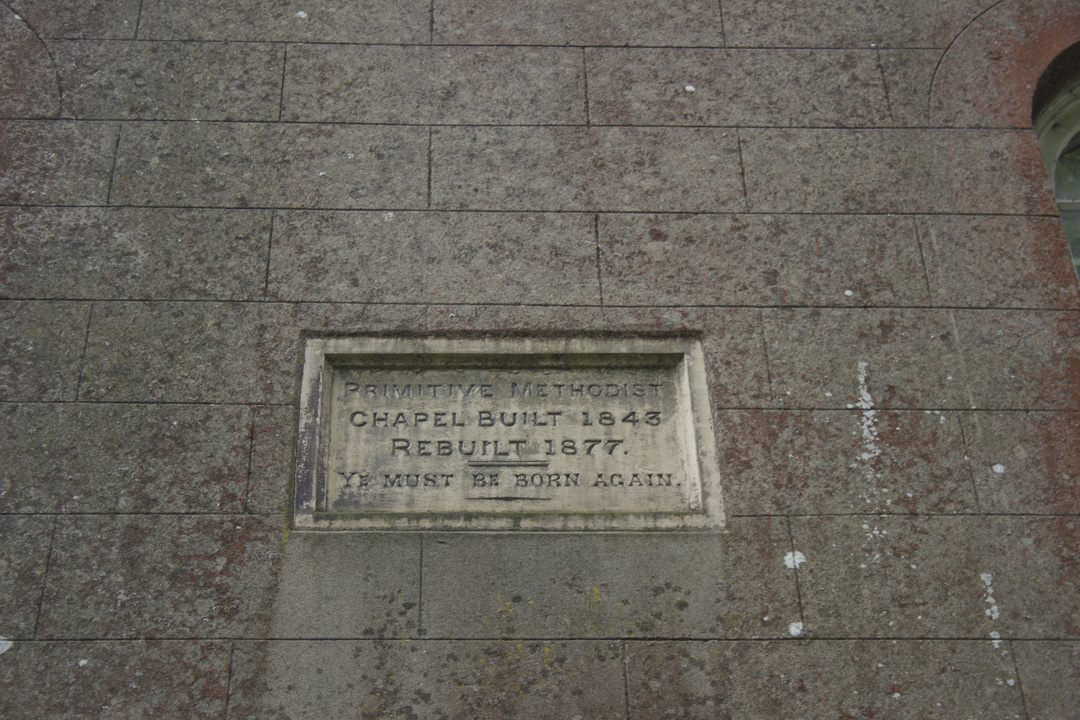 PRIMITIVE METHODIST
CHAPEL BUILT 1843
REBUILT 1877.
YE MUST BE BORN AGAIN.